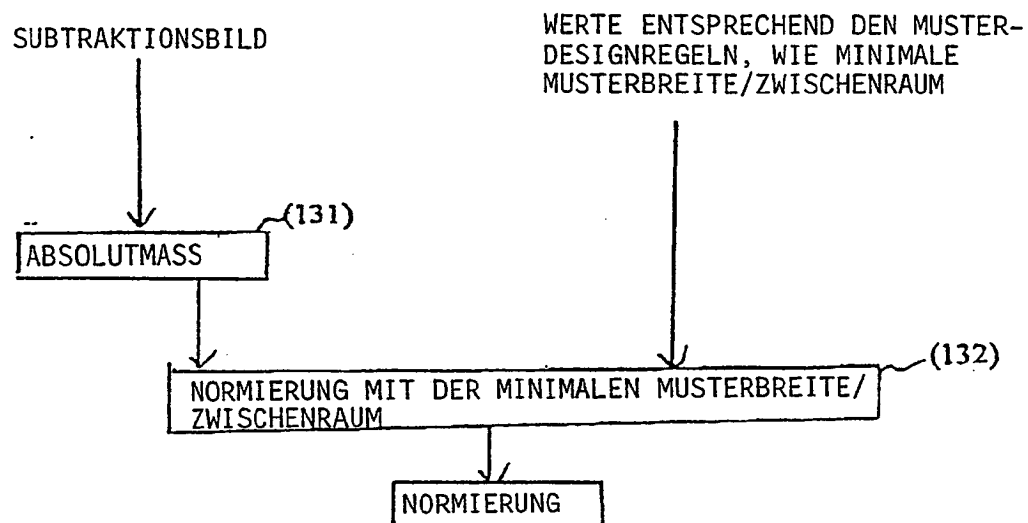 SUBTRAKTIONSBILD
WERTE ENTSPRECHEND DEN MUSTER-
DESIGNREGELN, WIE MINIMALE
MUSTERBREITE/ZWISCHENRAUM
(131)
ABSOLUTMASS
(132)
NORMIERUNG MIT DER MINIMALEN MUSTERBREITE/
ZWISCHENRAUM
NORMIERUNG